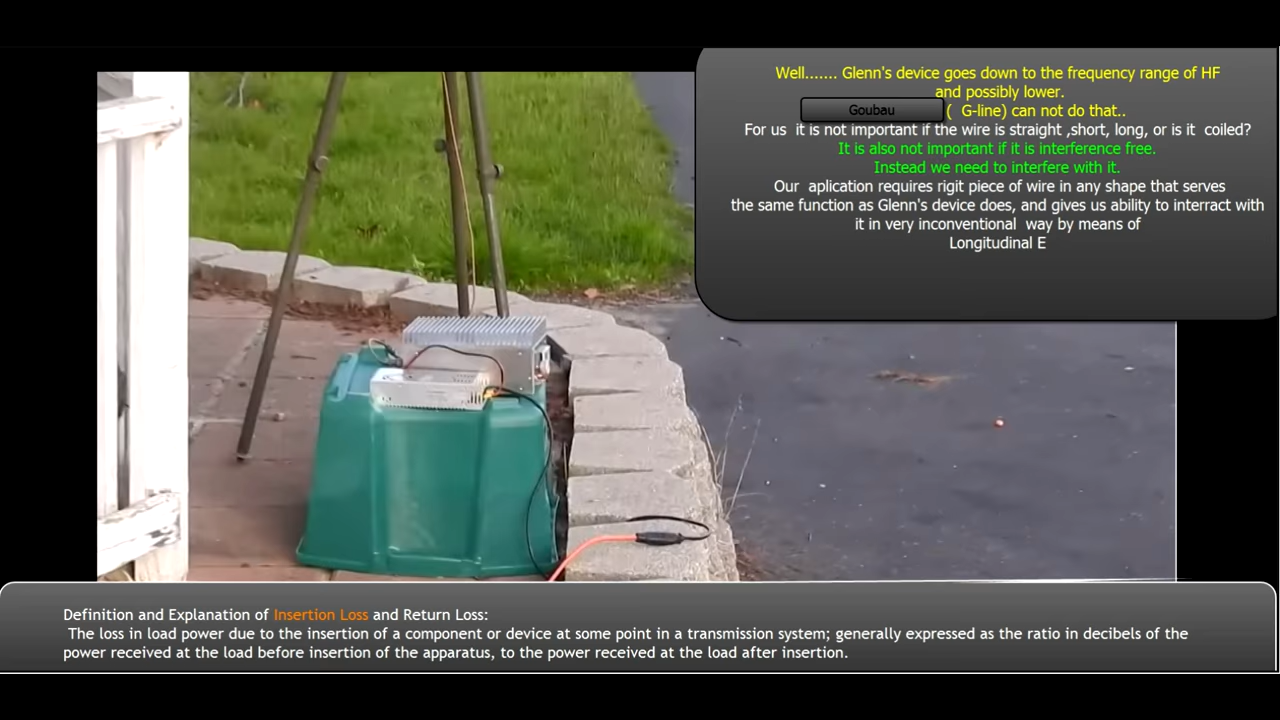 Well....... Glenn's device goes down to the frequency range of HF
and possibly lower.
Goubau ( G-line) can not do that..
For us it is not important if the wire is straight ,short, long, or is it coiled?
It is also not important if it is interference free.
Instead we need to interfere with it.
Our aplication requires rigit piece of wire in any shape that serves
the same function as Glenn's device does, and gives us ability to interract with
it in very inconventional way by means of
Longitudinal E
Definition and Explanation of Insertion Loss and Return Loss:
The loss in load power due to the insertion of a component or device at some point in a transmission system; generally expressed as the ratio in decibels of the
power received at the load before insertion of the apparatus, to the power received at the load after insertion.